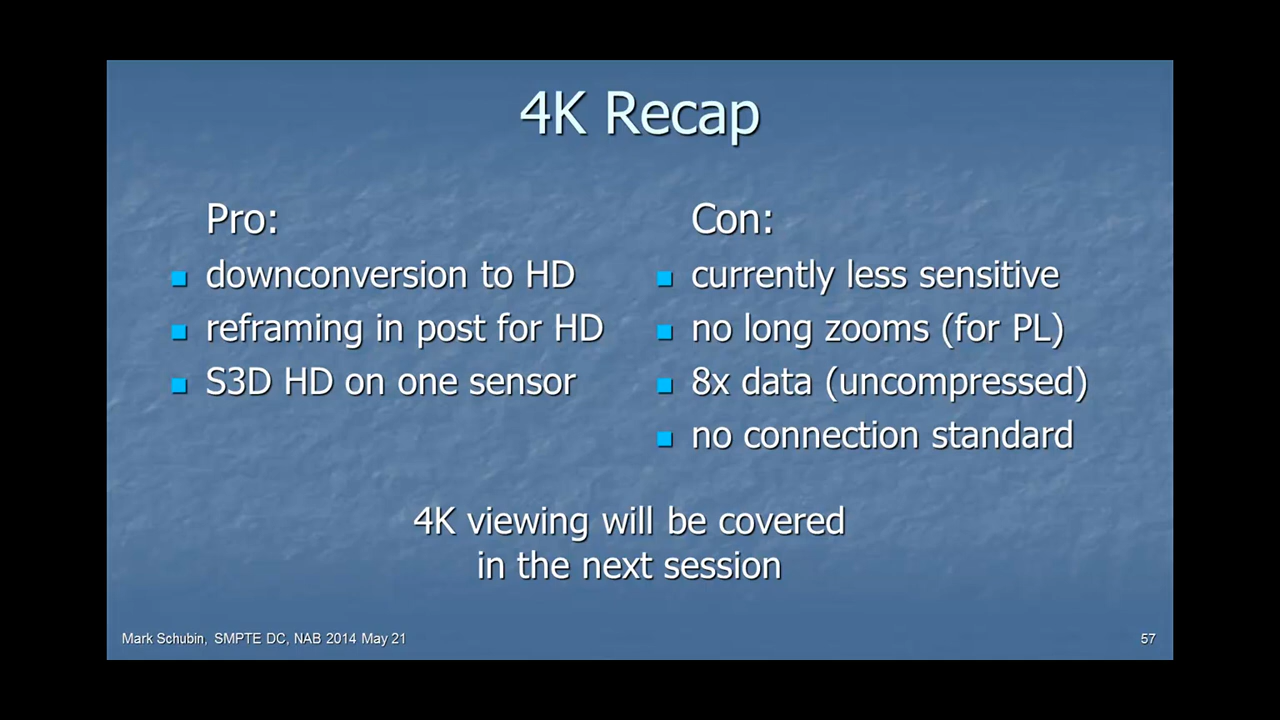 4K Recap
Pro:
downconversion to HD
reframing in post for HD
S3D HD on one sensor
Con:
currently less sensitive
no long zooms (for PL)
8x data (uncompressed)
no connection standard
4K viewing will be covered
in the next session
Mark Schubin, SMPTE DC, NAB 2014 May 21
57